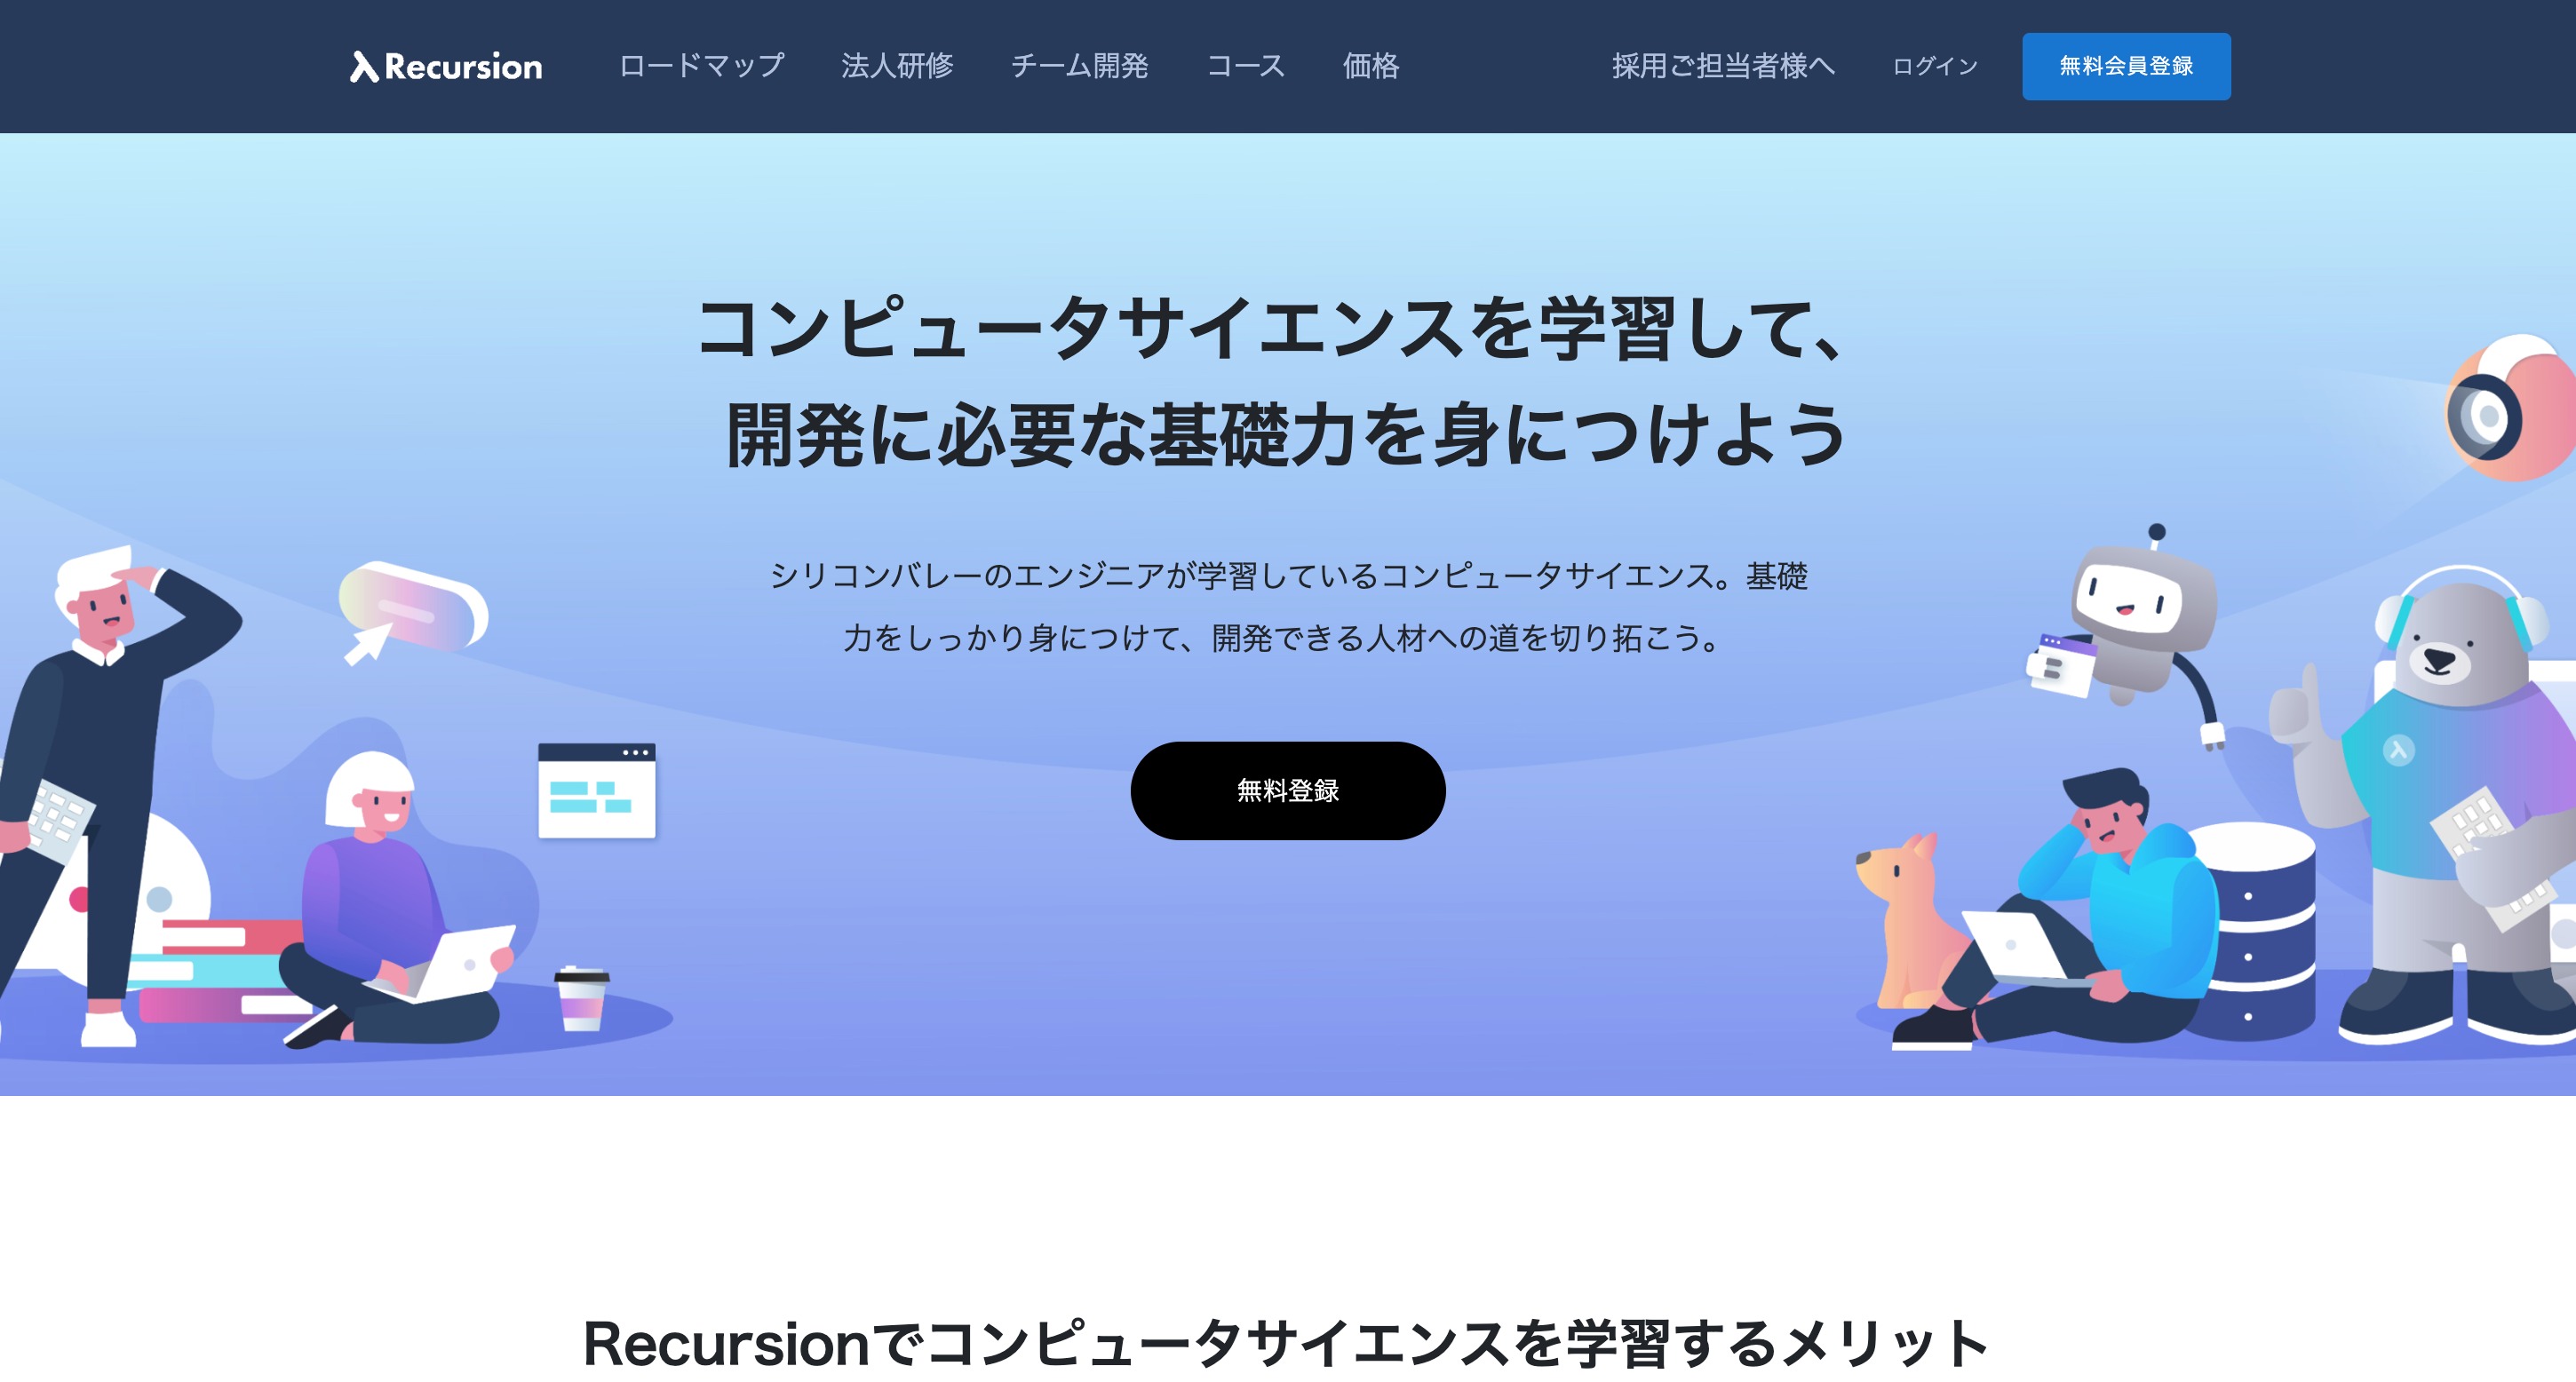 Recursion ロードマップ 法人研修 チーム開発 コース 価格 採用ご担当者様へ ログイン 無料会員登録
コンピュータサイエンスを学習して、
開発に必要な基礎力を身につけよう
シリコンバレーのエンジニアが学習しているコンピュータサイエンス。基礎
力をしっかり身につけて、開発できる人材への道を切り拓こう。
無料登録
Recursionでコンピュータサイエンスを学習するメリット